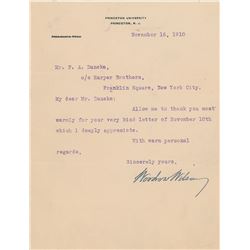 PRINCETON UNIVERSITY
PRINCETON, N. J.
PRESIDENT'S ROOM
November 16, 1910
Mr. F. A. Duneka,
c/o Harper Brothers,
Franklin Square, New York City.
My dear Mr. Duneka:
Allow me to thank you most
warmly for your very kind letter of November 10th
which I deeply appreciate.
With warm personal
regards,
Sincerely yours,
Woodrow Wilson